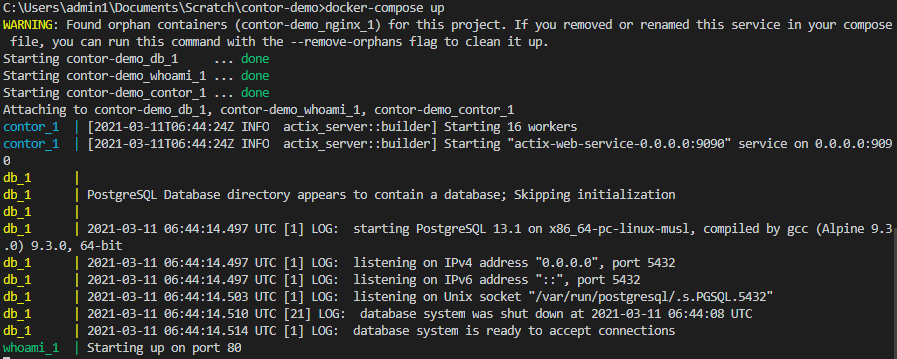 C:\Users\admin1\Documents\Scratch\contor-demo>docker-compose up
WARNING: Found orphan containers (contor-demo_nginx_1) for this project. If you removed or renamed this service in your compose
 file, you can run this command with the --remove-orphans flag to clean it up.
Starting contor-demo_db_1     ... done
Starting contor-demo_whoami_1 ... done
Starting contor-demo_contor_1 ... done
Attaching to contor-demo_db_1, contor-demo_whoami_1, contor-demo_contor_1
contor_1  | [2021-03-11T06:44:24Z INFO  actix_server::builder] Starting 16 workers
contor_1  | [2021-03-11T06:44:24Z INFO  actix_server::builder] Starting "actix-web-service-0.0.0.0:9090" service on 0.0.0.0:909
0
db_1      |
db_1      | PostgreSQL Database directory appears to contain a database; Skipping initialization
db_1      |
db_1      | 2021-03-11 06:44:14.497 UTC [1] LOG:  starting PostgreSQL 13.1 on x86_64-pc-linux-musl, compiled by gcc (Alpine 9.3
.0) 9.3.0, 64-bit
db_1      | 2021-03-11 06:44:14.497 UTC [1] LOG:  listening on IPv4 address "0.0.0.0", port 5432
db_1      | 2021-03-11 06:44:14.497 UTC [1] LOG:  listening on IPv6 address "::", port 5432
db_1      | 2021-03-11 06:44:14.503 UTC [1] LOG:  listening on Unix socket "/var/run/postgresql/.s.PGSQL.5432"
db_1      | 2021-03-11 06:44:14.510 UTC [21] LOG:  database system was shut down at 2021-03-11 06:44:08 UTC
db_1      | 2021-03-11 06:44:14.514 UTC [1] LOG:  database system is ready to accept connections
whoami_1  | Starting up on port 80